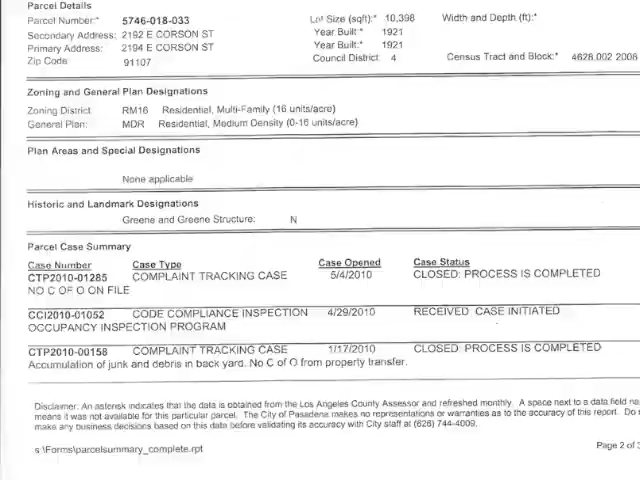 Parcel Details
Parcel Number:* 5746-018-033 Lot Size (sqft):* 10,398 Width and Depth (ft):*
Secondary Address: 2192 E CORSON ST Year Built:* 1921
Primary Address: 2194 E CORSON ST Year Built:* 1921
Zip Code 91107 Council District: 4 Census Tract and Block:* 4628.002 2006
Zoning and General Plan Designations
Zoning District: RM16 Residential, Multi-Family (16 units/acre)
General Plan: MDR Residential, Medium Density (0-16 units/acre)
Plan Areas and Special Designations
None applicable
Historic and Landmark Designations
Greene and Greene Structure: N
Parcel Case Summary
Case Number Case Type Case Opened Case Status
CTP2010-01285 COMPLAINT TRACKING CASE 5/4/2010 CLOSED: PROCESS IS COMPLETED
NO C OF O ON FILE
CCI2010-01052 CODE COMPLIANCE INSPECTION 4/29/2010 RECEIVED CASE INITIATED
OCCUPANCY INSPECTION PROGRAM
CTP2010-00158 COMPLAINT TRACKING CASE 1/17/2010 CLOSED: PROCESS IS COMPLETED
Accumulation of junk and debris in back yard. No C of O from property transfer.
Disclaimer: An asterisk indicates that the data is obtained from the Los Angeles County Assessor and refreshed monthly. A space next to a data field na
means it was not available for this particular parcel. The City of Pasadena makes no representations or warranties as to the accuracy of this report. Do
make any business decisions based on this data before validating its accuracy with City staff at (626) 744-4009.
s:\Forms\parcelsummary_complete.rpt Page 2 of 3